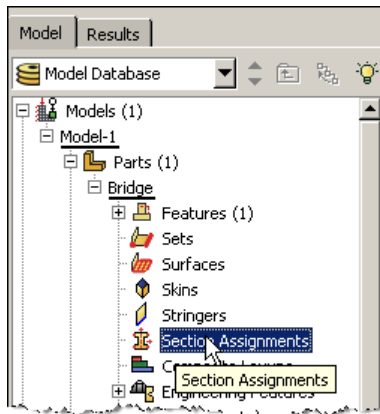 Model Results
Model Database
Models (1)
Model-1
Parts (1)
Bridge
Features (1)
Sets
Surfaces
Skins
Stringers
Section Assignments
Section Assignments
Engineering Features